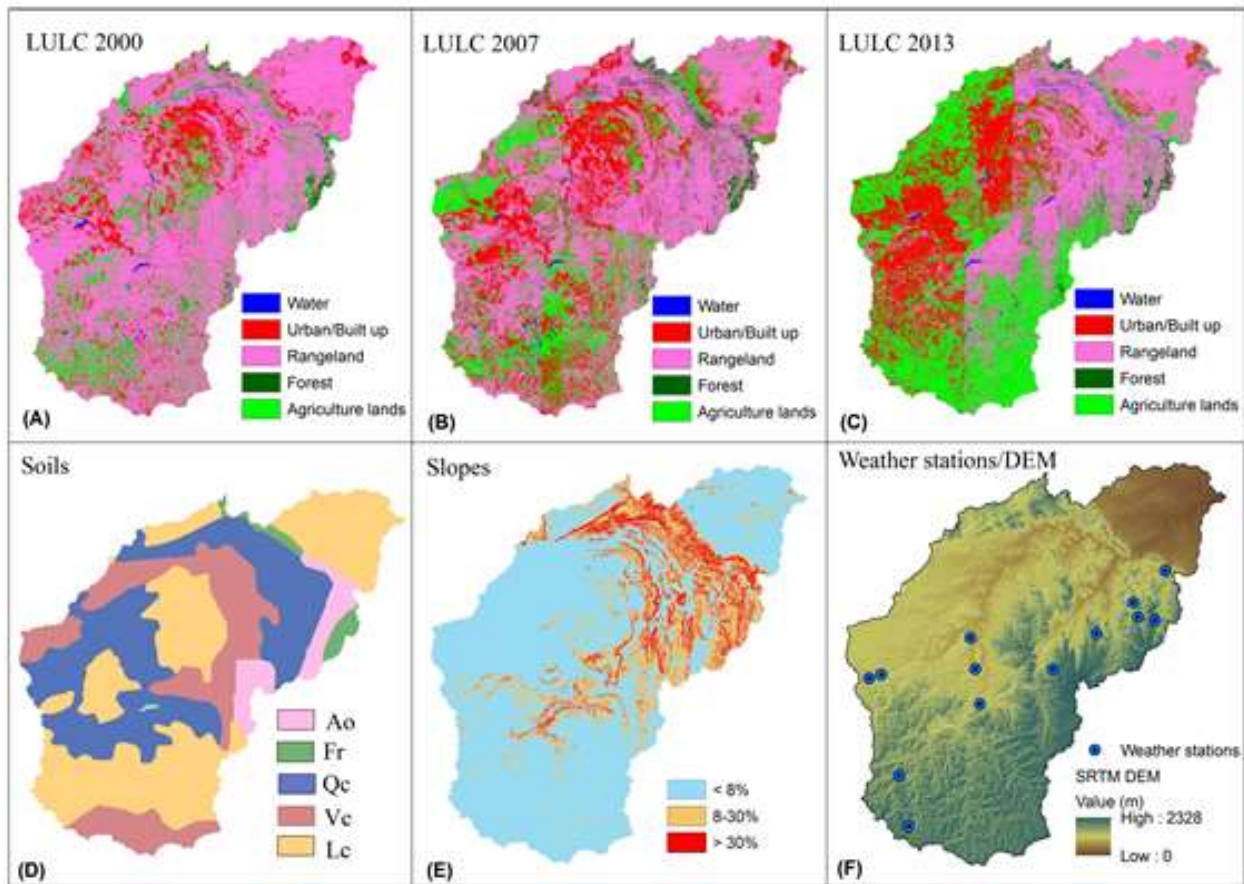 LULC 2000
Water
Urban/Built up
Rangeland
Forest
Agriculture lands
(A)
LULC 2007
Water
Urban/Built up
Rangeland
Forest
Agriculture lands
(B)
LULC 2013
Water
Urban/Built up
Rangeland
Forest
Agriculture lands
(C)
Soils
Ao
Fr
Qc
Vc
Lc
(D)
Slopes
< 8%
8-30%
> 30%
(E)
Weather stations/DEM
Weather stations
SRTM DEM
Value (m)
High : 2328
Low : 0
(F)